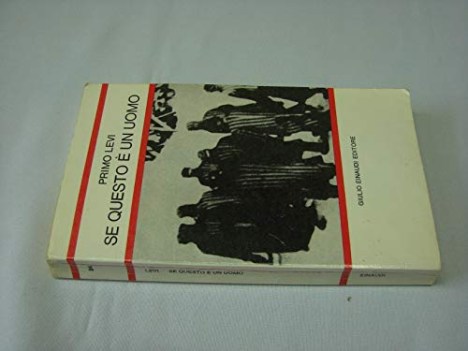 PRIMO LEVI
SE QUESTO È UN UOMO
GIULIO EINAUDI EDITORE
LEVI SE QUESTO È UN UOMO EINAUDI